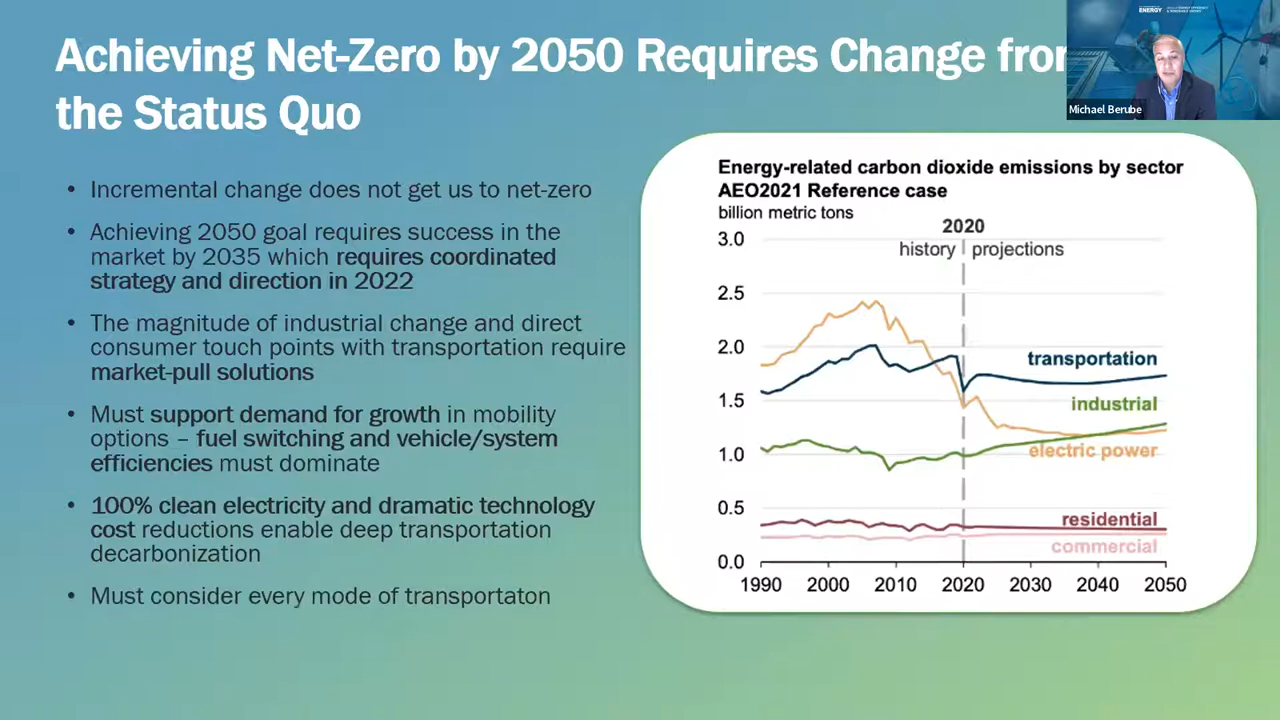 Achieving Net-Zero by 2050 Requires Change from
the Status Quo
ENERGY
Michael Berube
• Incremental change does not get us to net-zero
• Achieving 2050 goal requires success in the
market by 2035 which requires coordinated
strategy and direction in 2022
• The magnitude of industrial change and direct
consumer touch points with transportation require
market-pull solutions
• Must support demand for growth in mobility
options – fuel switching and vehicle/system
efficiencies must dominate
• 100% clean electricity and dramatic technology
cost reductions enable deep transportation
decarbonization
• Must consider every mode of transportaton
Energy-related carbon dioxide emissions by sector
AEO2021 Reference case
billion metric tons
2020
history projections
3.0
2.5
2.0
1.5
1.0
0.5
0.0
transportation
industrial
electric power
residential
commercial
1990 2000 2010 2020 2030 2040 2050